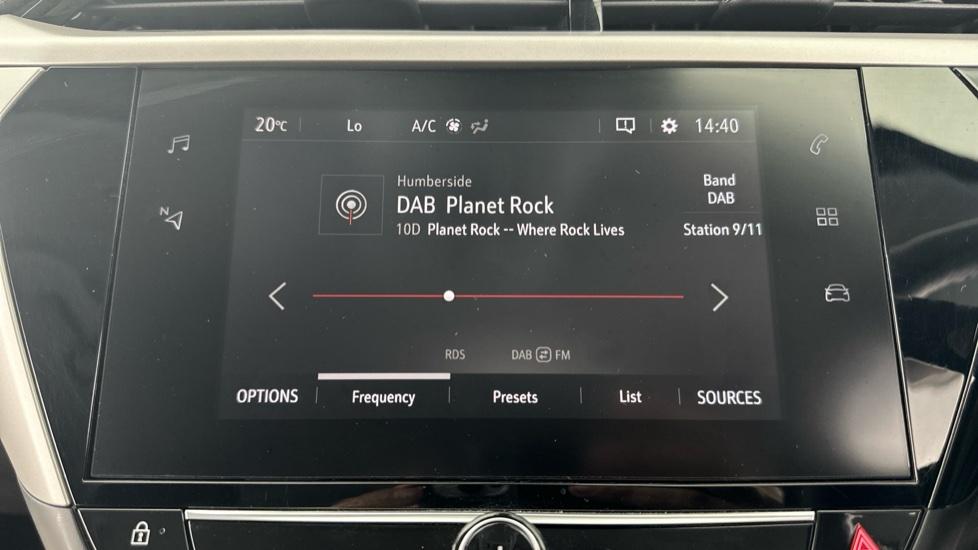 20°C Lo A/C 14:40
Humberside
DAB Planet Rock
10D Planet Rock -- Where Rock Lives
Band
DAB
Station 9/11
N
RDS DAB FM
OPTIONS Frequency Presets List SOURCES